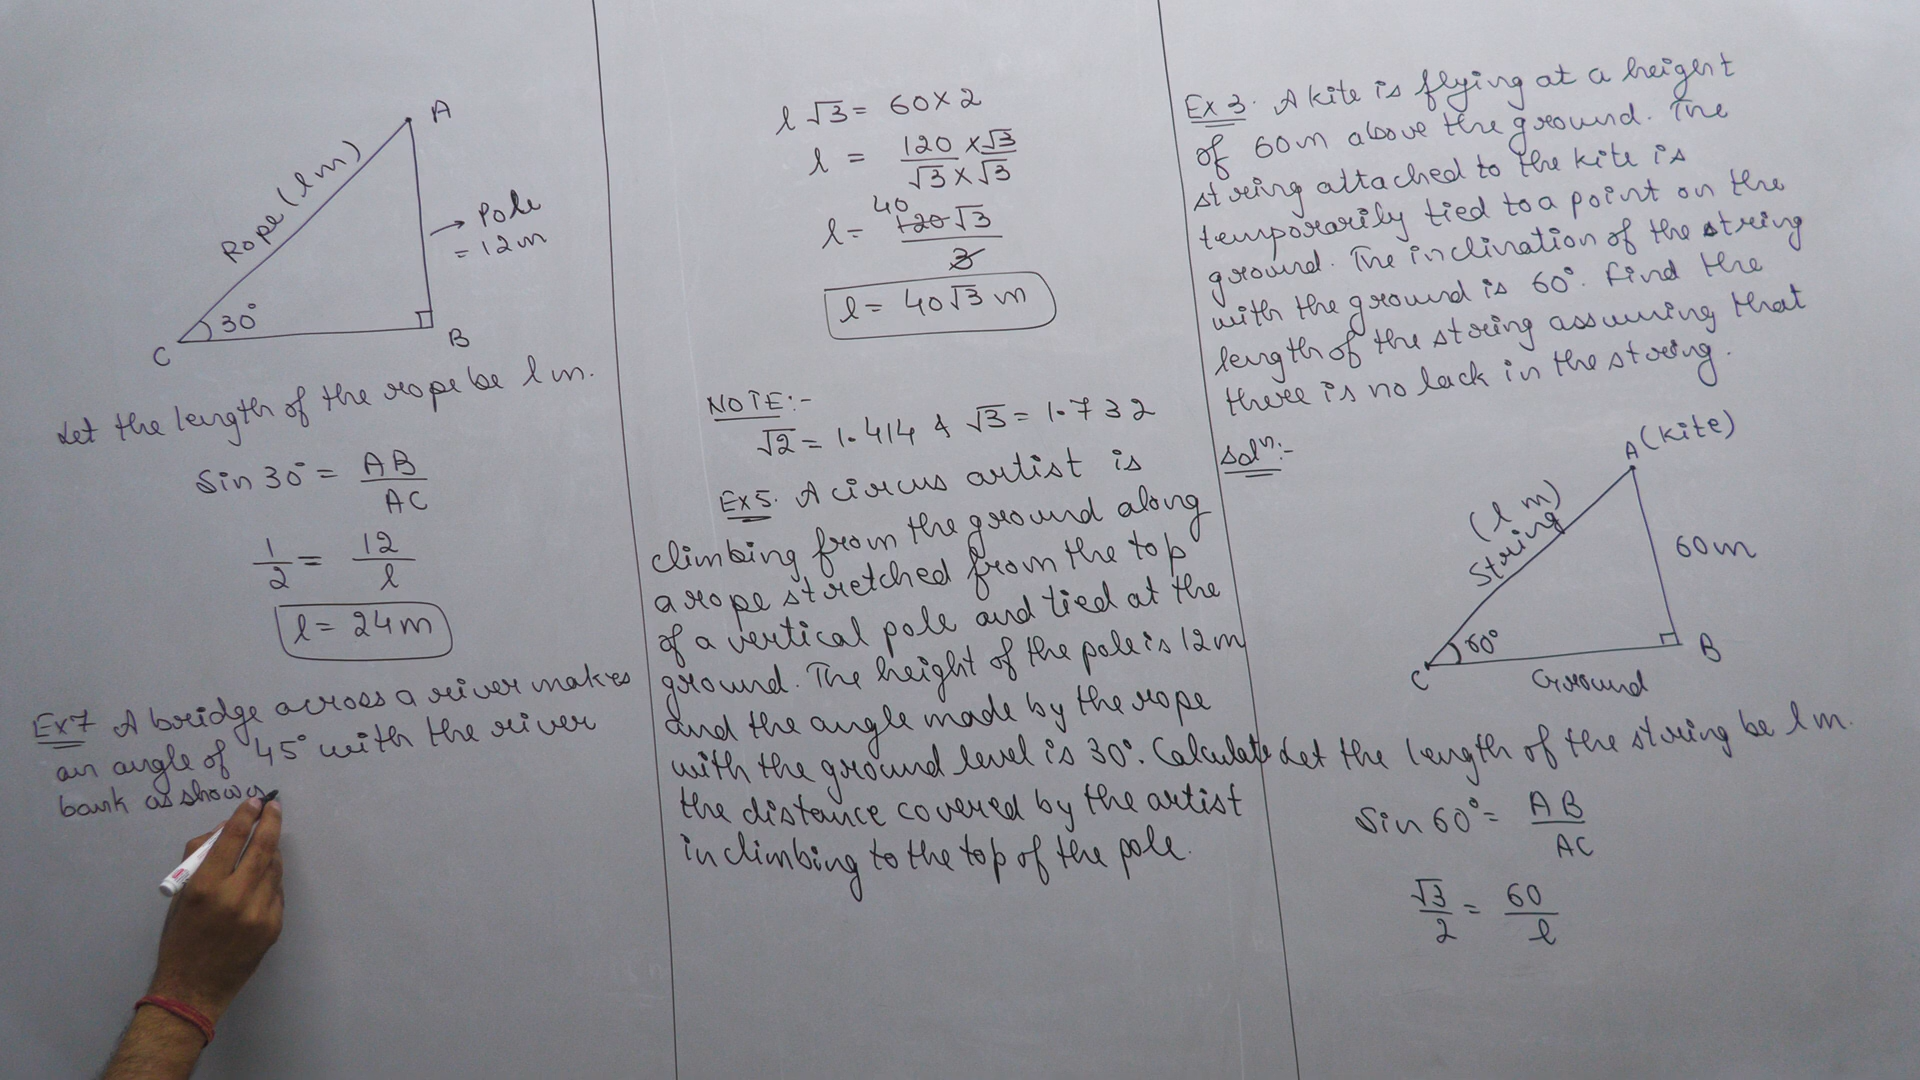 A
Rope (l m)
→ Pole
= 12m
30°
C
B
Let the length of the rope be l m.
Sin 30° = AB/AC
1/2 = 12/l
l = 24m
Ex7 A bridge across a river makes
an angle of 45° with the river
bank as shown
l√3 = 60×2
l = 120×√3/√3×√3
40
l = 120√3/3
l = 40√3 m
NOTE:-
√2 = 1.414 & √3 = 1.732
Ex5. A circus artist is
climbing from the ground along
a rope stretched from the top
of a vertical pole and tied at the
ground. The height of the pole is 12m
and the angle made by the rope
with the ground level is 30°. Calculate
the distance covered by the artist
in climbing to the top of the pole.
Ex 3. A kite is flying at a height
of 60m above the ground. The
string attached to the kite is
temporarily tied to a point on the
ground. The inclination of the string
with the ground is 60°. Find the
length of the string assuming that
there is no lack in the string.
Solⁿ:-
A (Kite)
(l m)
String
60m
60°
C
B
Ground
Let the length of the string be l m.
Sin 60° = AB/AC
√3/2 = 60/l